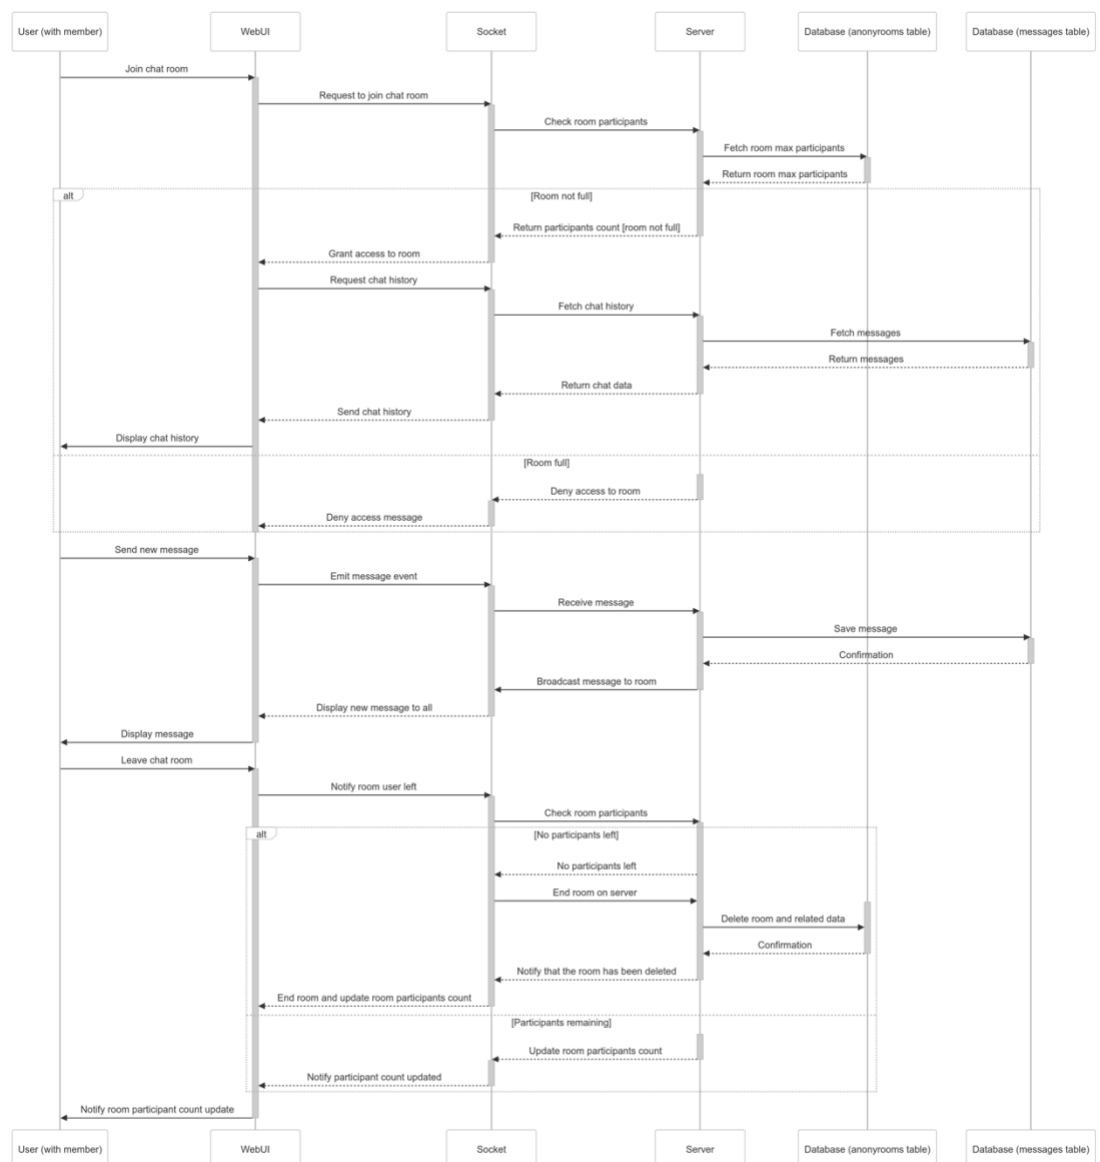 User (with member)
WebUI
Socket
Server
Database (anonyrooms table)
Database (messages table)
Join chat room
Request to join chat room
Check room participants
Fetch room max participants
Return room max participants
alt
[Room not full]
Return participants count [room not full]
Grant access to room
Request chat history
Fetch chat history
Fetch messages
Return messages
Return chat data
Send chat history
Display chat history
[Room full]
Deny access to room
Deny access message
Send new message
Emit message event
Receive message
Save message
Confirmation
Broadcast message to room
Display new message to all
Display message
Leave chat room
Notify room user left
Check room participants
alt
[No participants left]
No participants left
End room on server
Delete room and related data
Confirmation
Notify that the room has been deleted
End room and update room participants count
[Participants remaining]
Update room participants count
Notify participant count updated
Notify room participant count update
User (with member)
WebUI
Socket
Server
Database (anonyrooms table)
Database (messages table)